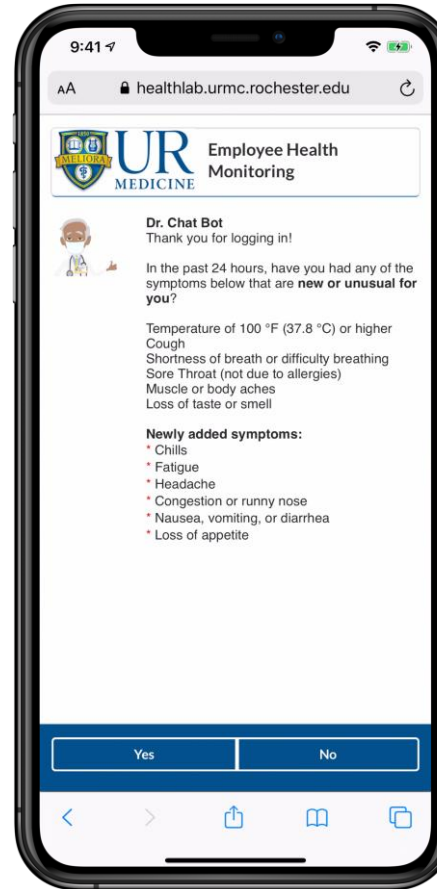 9:41
AA healthlab.urmc.rochester.edu
MELIORA
UR
MEDICINE
Employee Health
Monitoring
Dr. Chat Bot
Thank you for logging in!
In the past 24 hours, have you had any of the
symptoms below that are new or unusual for
you?
Temperature of 100 °F (37.8 °C) or higher
Cough
Shortness of breath or difficulty breathing
Sore Throat (not due to allergies)
Muscle or body aches
Loss of taste or smell
Newly added symptoms:
* Chills
* Fatigue
* Headache
* Congestion or runny nose
* Nausea, vomiting, or diarrhea
* Loss of appetite
Yes No